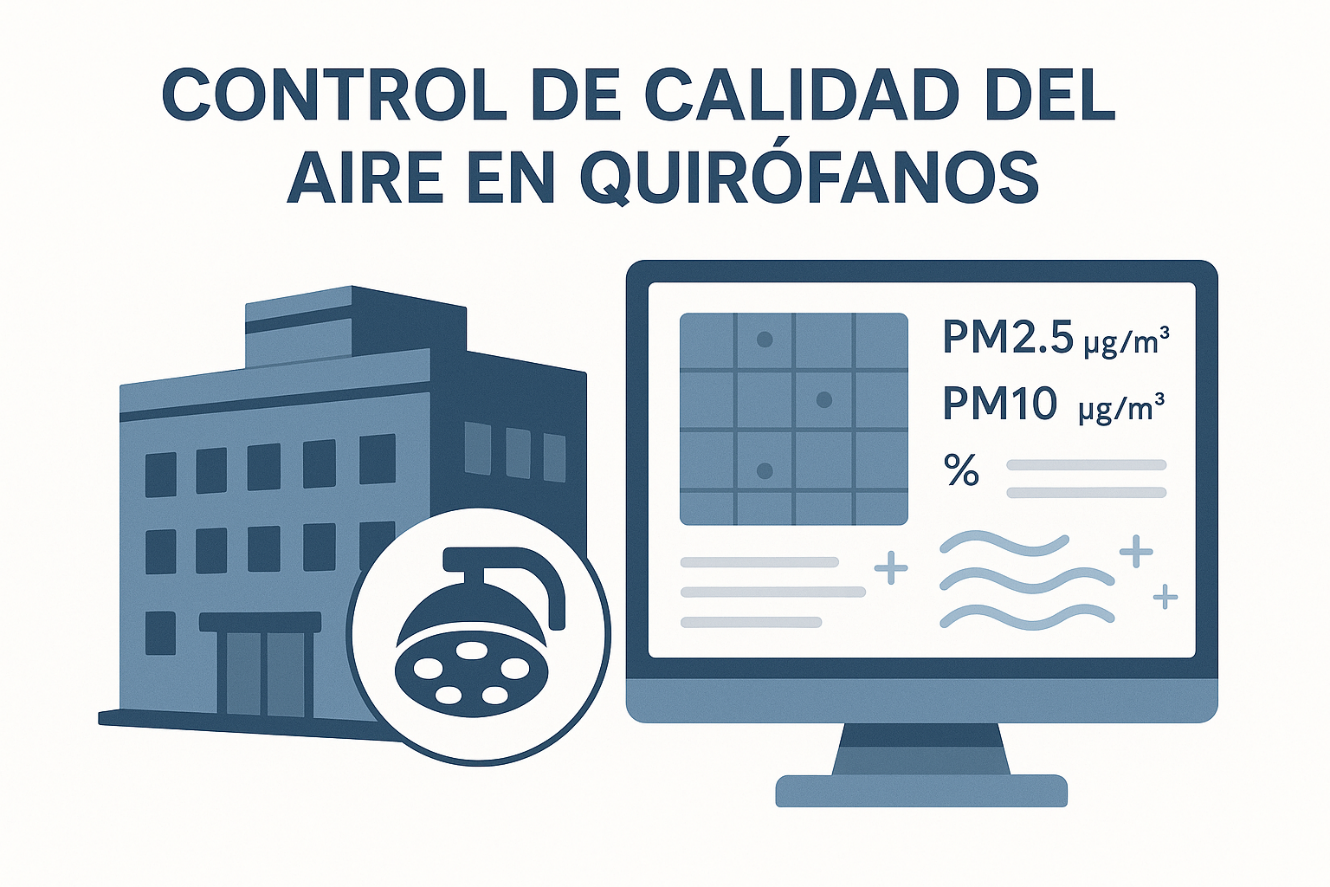 CONTROL DE CALIDAD DEL
AIRE EN QUIRÓFANOS
PM2.5 µg/m³
PM10 µg/m³
%